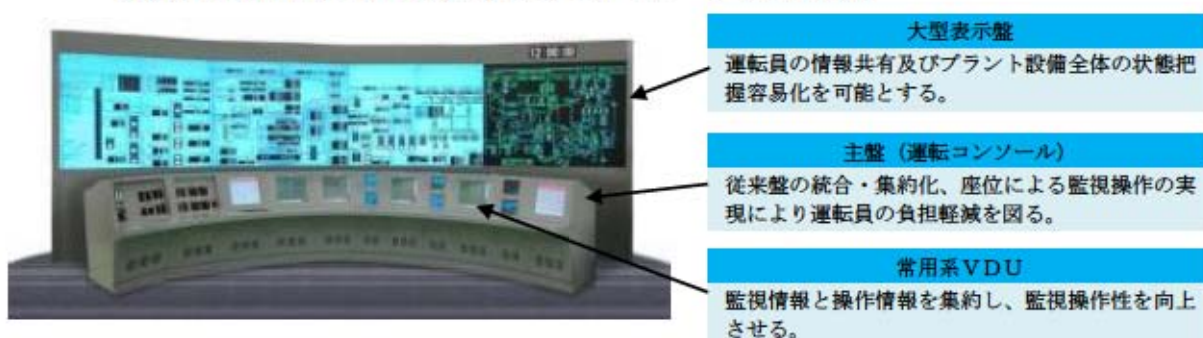 大型表示盤
運転員の情報共有及びプラント設備全体の状態把
握容易化を可能とする。
主盤（運転コンソール）
従来盤の統合・集約化、座位による監視操作の実
現により運転員の負担軽減を図る。
常用系ＶＤＵ
監視情報と操作情報を集約し、監視操作性を向上
させる。